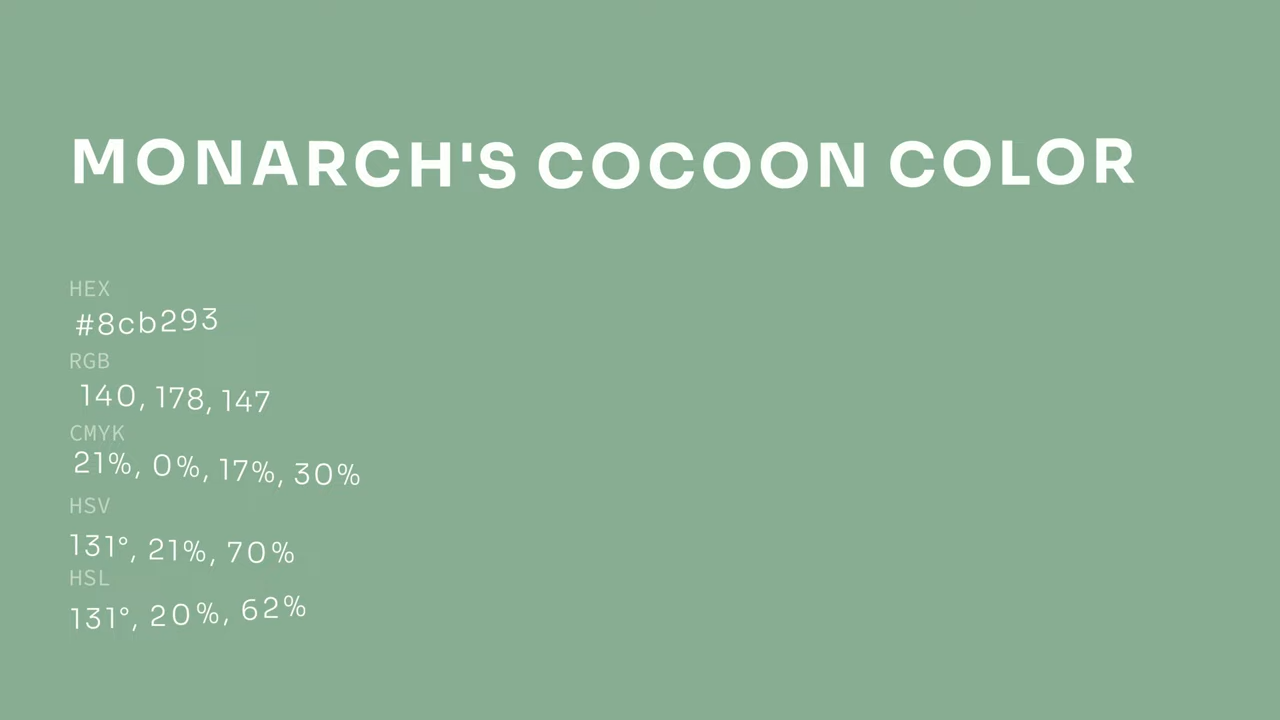 MONARCH'S COCOON COLOR
HEX
#8cb293
RGB
140, 178, 147
CMYK
21%, 0%, 17%, 30%
HSV
131°, 21%, 70%
HSL
131°, 20%, 62%